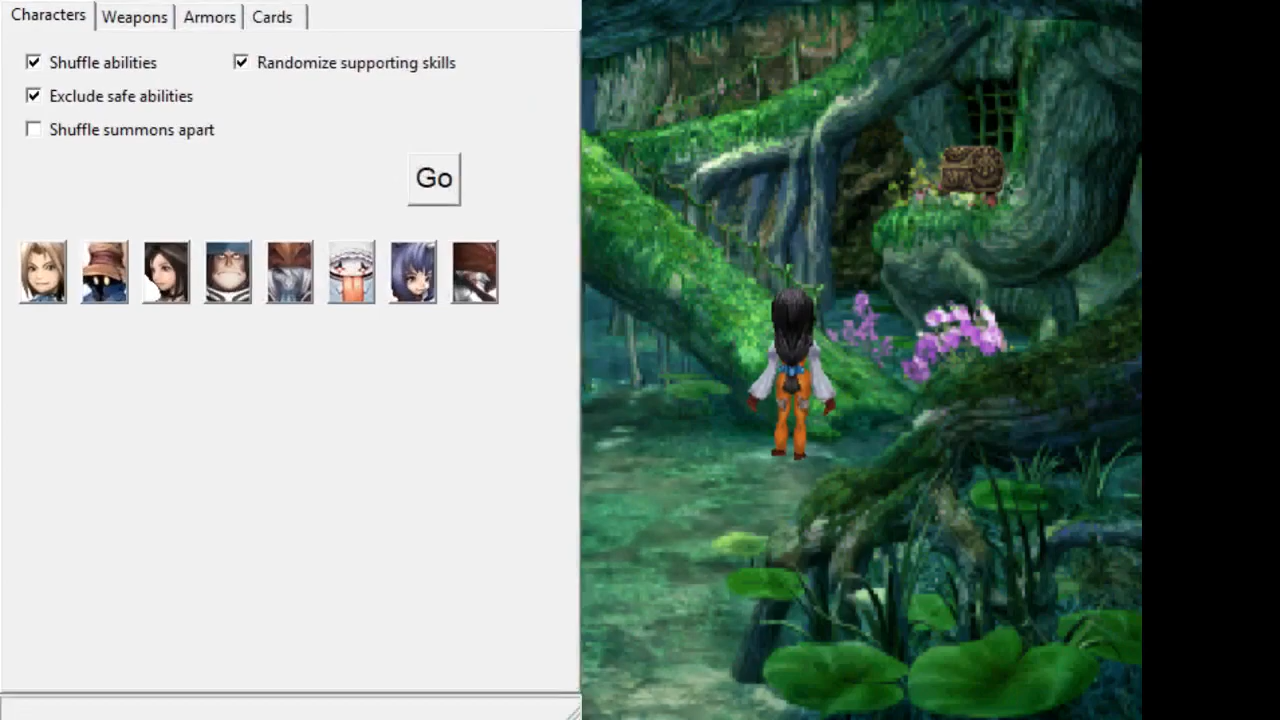 Characters Weapons Armors Cards
Shuffle abilities Randomize supporting skills
Exclude safe abilities
Shuffle summons apart
Go